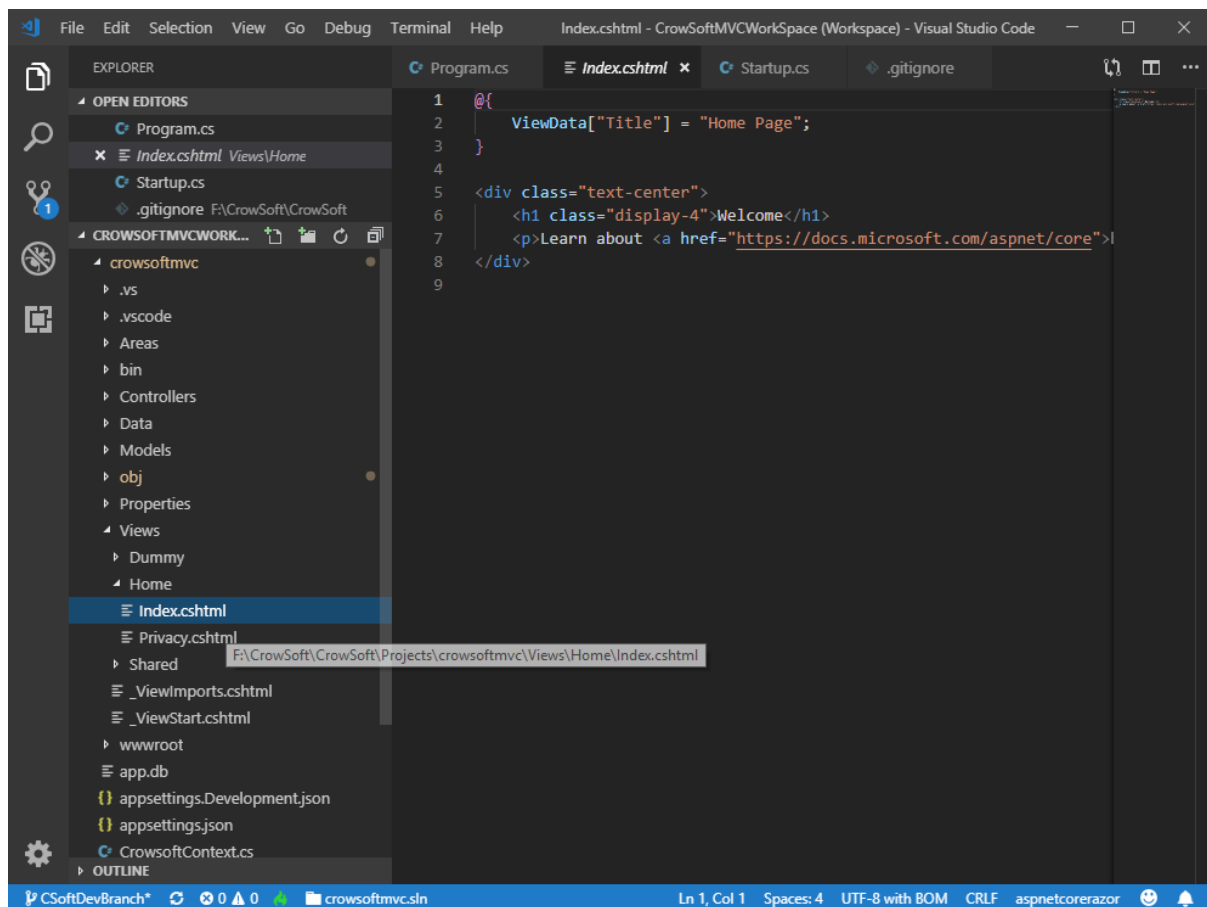 File Edit Selection View Go Debug Terminal Help Index.cshtml - CrowSoftMVCWorkSpace (Workspace) - Visual Studio Code
EXPLORER
OPEN EDITORS
Program.cs
Index.cshtml Views\Home
Startup.cs
.gitignore F:\CrowSoft\CrowSoft
CROWSOFTMVCWORK...
crowsoftmvc
.vs
.vscode
Areas
bin
Controllers
Data
Models
obj
Properties
Views
Dummy
Home
Index.cshtml
Privacy.cshtml
F:\CrowSoft\CrowSoft\Projects\crowsoftmvc\Views\Home\Index.cshtml
Shared
_ViewImports.cshtml
_ViewStart.cshtml
wwwroot
app.db
{} appsettings.Development.json
{} appsettings.json
CrowsoftContext.cs
OUTLINE
Program.cs Index.cshtml Startup.cs .gitignore
1 @{
2 ViewData["Title"] = "Home Page";
3 }
4
5 <div class="text-center">
6 <h1 class="display-4">Welcome</h1>
7 <p>Learn about <a href="https://docs.microsoft.com/aspnet/core">
8 </div>
9
1
CSoftDevBranch* 0 0 crowsoftmvc.sln Ln 1, Col 1 Spaces: 4 UTF-8 with BOM CRLF aspnetcorerazor